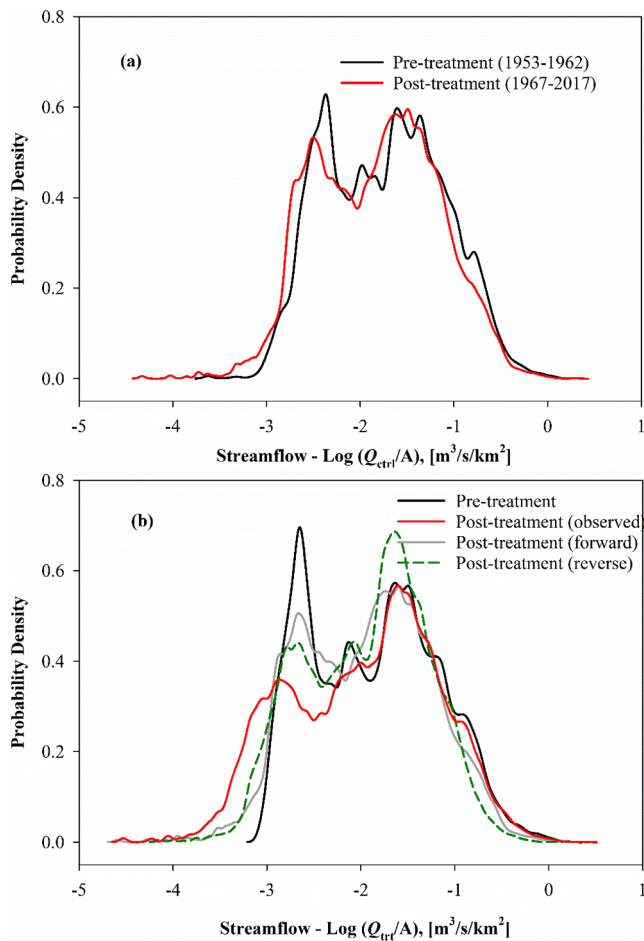 (a)
Pre-treatment (1953-1962)
Post-treatment (1967-2017)
Probability Density
0.8
0.6
0.4
0.2
0.0
-5 -4 -3 -2 -1 0 1
Streamflow - Log (Qctrl/A), [m³/s/km²]
(b)
Pre-treatment
Post-treatment (observed)
Post-treatment (forward)
Post-treatment (reverse)
Probability Density
0.8
0.6
0.4
0.2
0.0
-5 -4 -3 -2 -1 0 1
Streamflow - Log (Qtrt/A), [m³/s/km²]